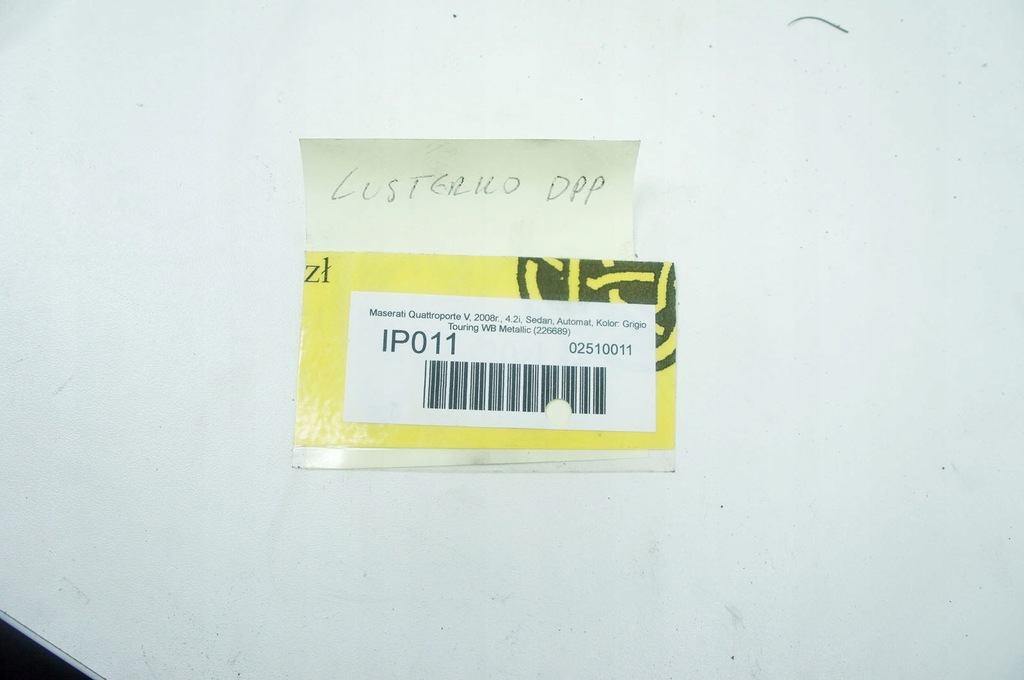 LUSTERKO DPP
zł
Maserati Quattroporte V, 2008r., 4.2i, Sedan, Automat, Kolor: Grigio
Touring WB Metallic (226689)
IP011
02510011